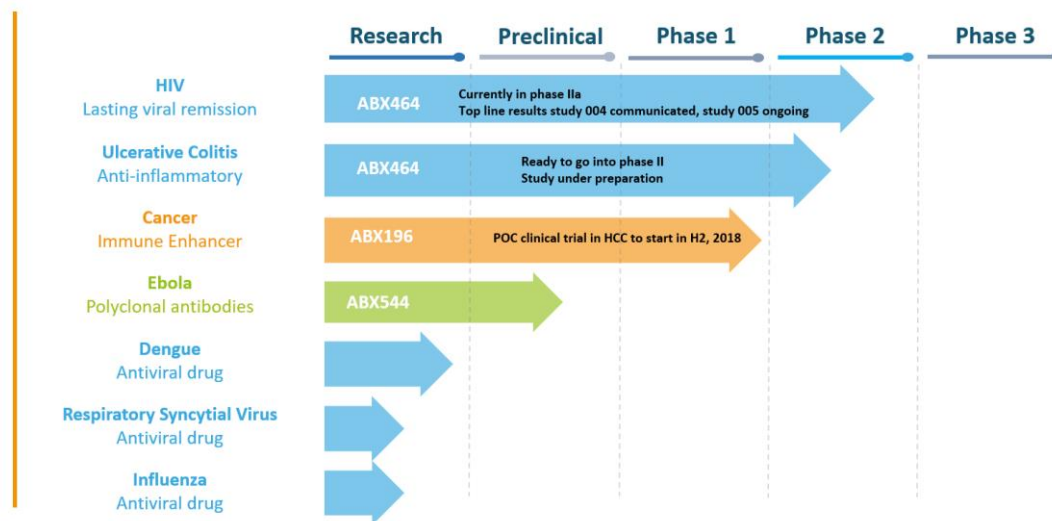 Research Preclinical Phase 1 Phase 2 Phase 3
HIV
Lasting viral remission
ABX464
Currently in phase IIa
Top line results study 004 communicated, study 005 ongoing
Ulcerative Colitis
Anti-inflammatory
ABX464
Ready to go into phase II
Study under preparation
Cancer
Immune Enhancer
ABX196
POC clinical trial in HCC to start in H2, 2018
Ebola
Polyclonal antibodies
ABX544
Dengue
Antiviral drug
Respiratory Syncytial Virus
Antiviral drug
Influenza
Antiviral drug